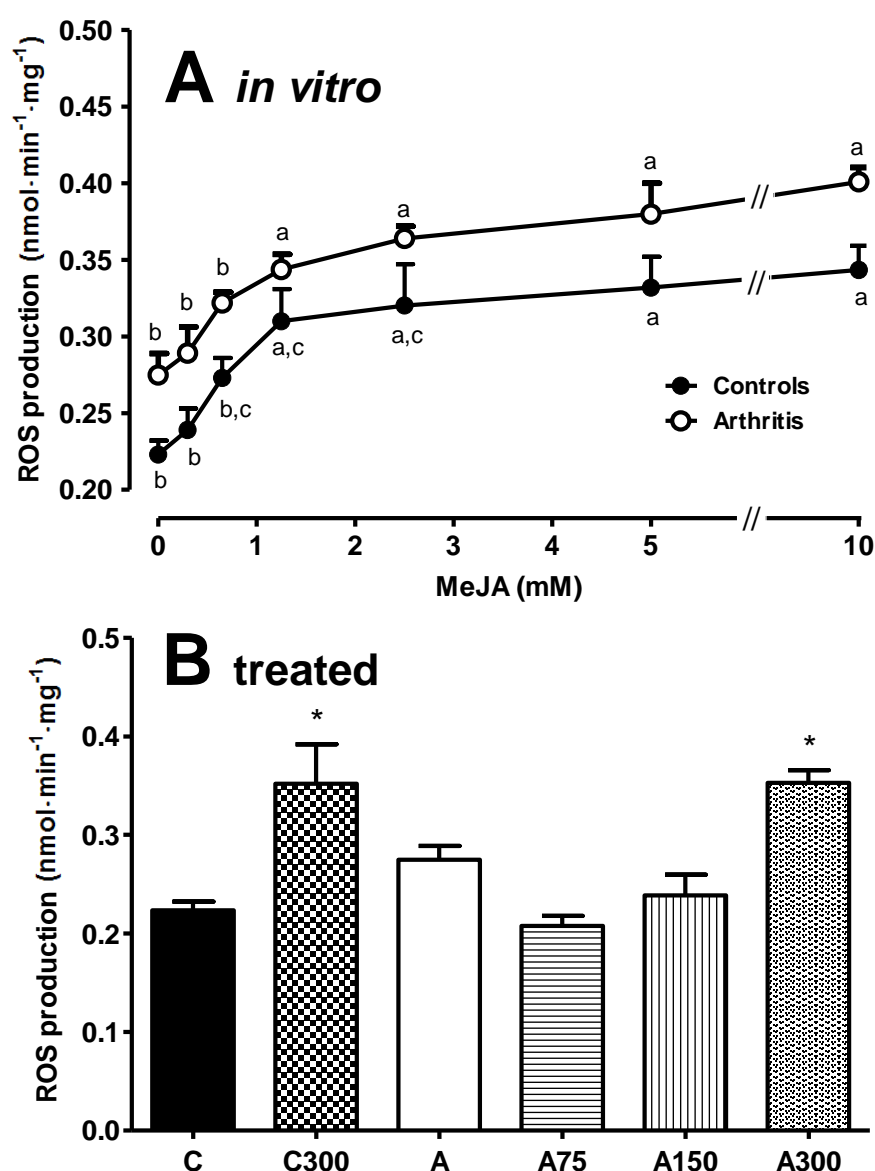 A in vitro
ROS production (nmol·min⁻¹·mg⁻¹)
0.50
0.45
0.40
0.35
0.30
0.25
0.20
b b b a a a a
b b b,c a,c a,c a a
// //
Controls
Arthritis
//
0 1 2 3 4 5 10
MeJA (mM)
B treated
ROS production (nmol·min⁻¹·mg⁻¹)
0.5
0.4
0.3
0.2
0.1
0.0
* *
C C300 A A75 A150 A300